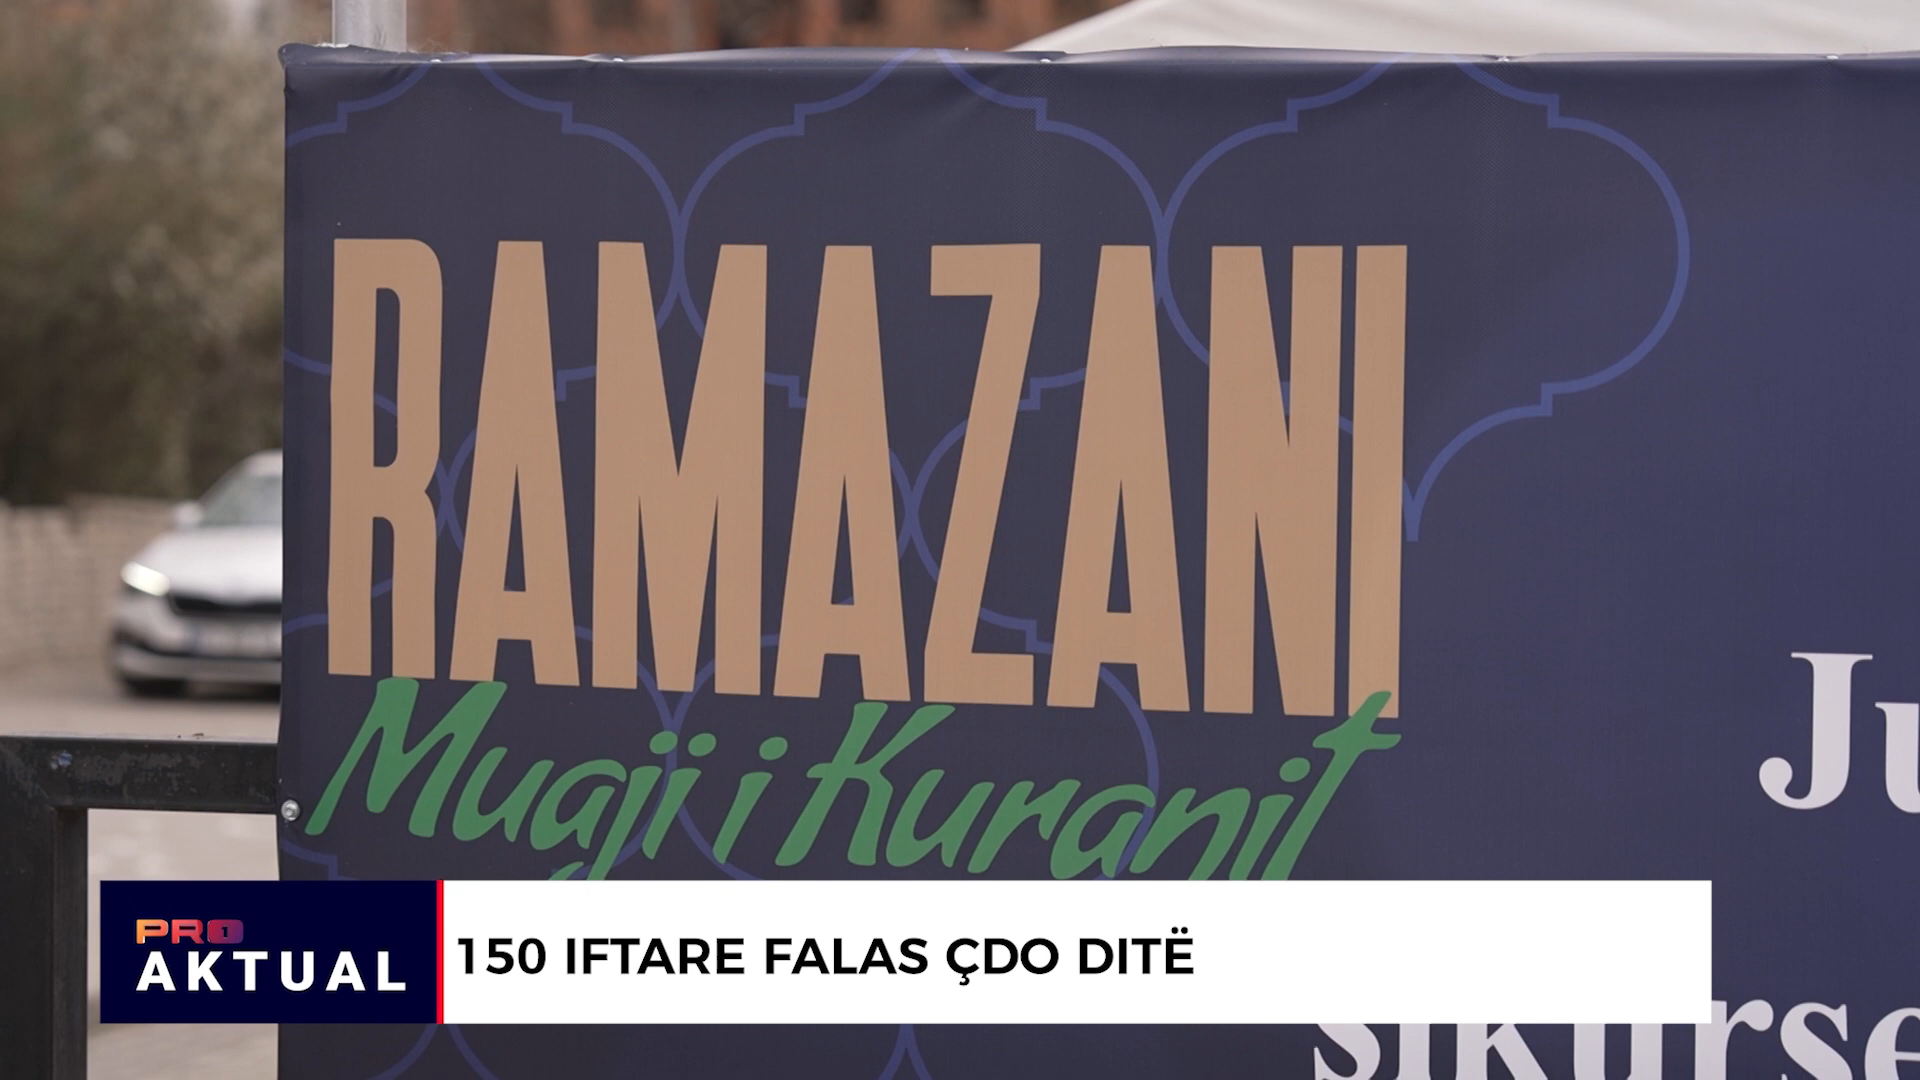 RAMAZANI
Muaji i Kuranit
PRO1
AKTUAL
150 IFTARE FALAS ÇDO DITË